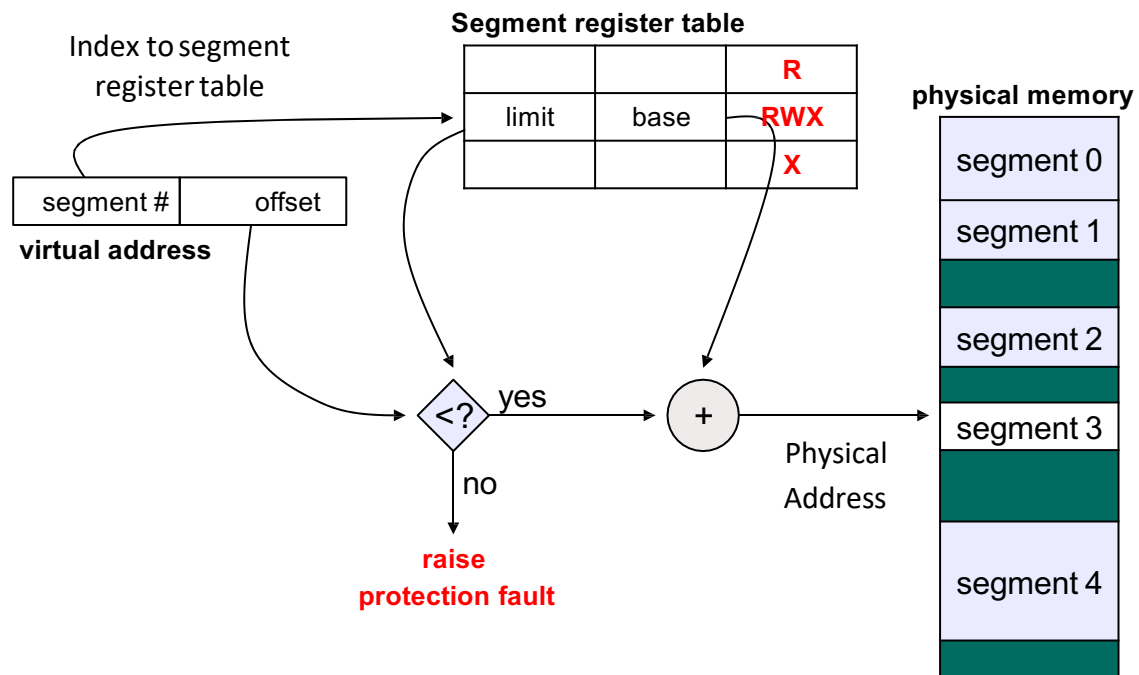 Segment register table
Index to segment
register table
R
limit base RWX
X
physical memory
segment 0
segment 1
segment 2
segment 3
segment 4
segment # offset
virtual address
<?
yes
no
+
Physical
Address
raise
protection fault